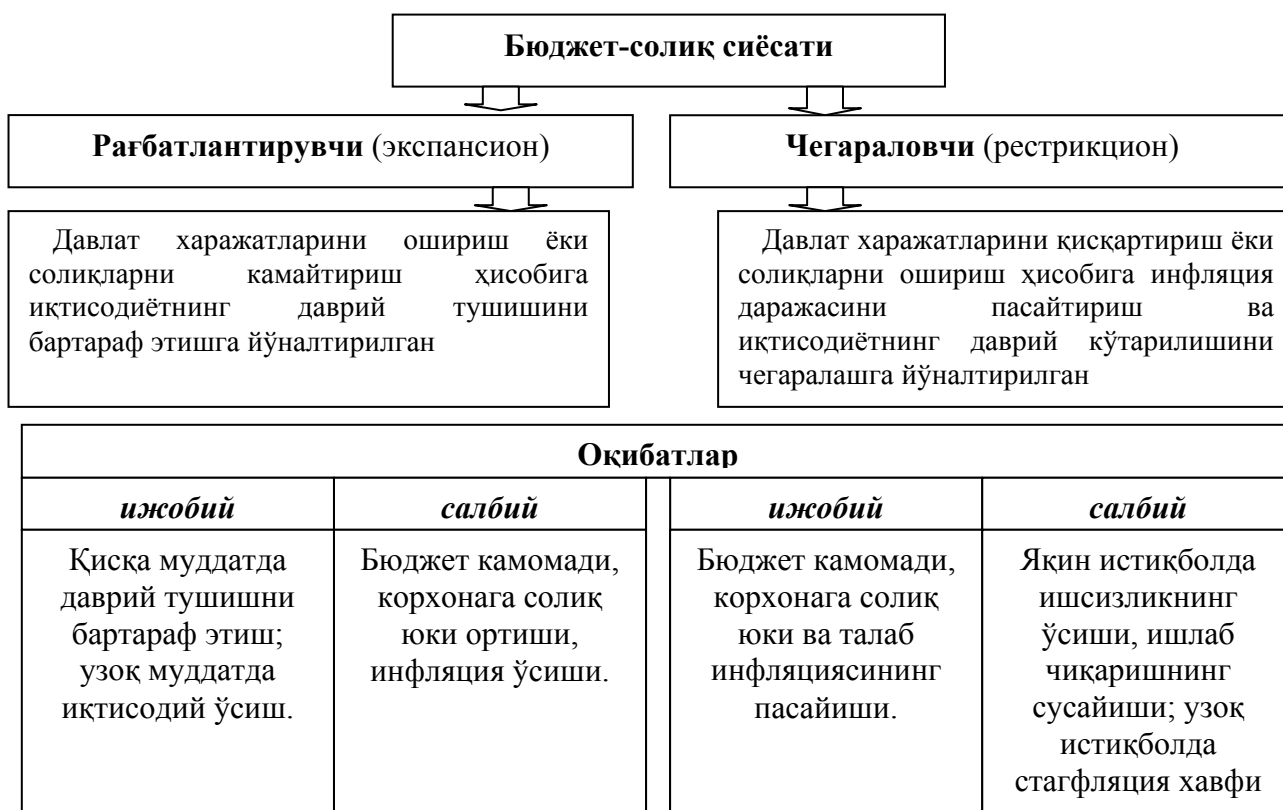 Бюджет-солиқ сиёсати
Рағбатлантирувчи (экспансион)
Чегараловчи (рестрикцион)
Давлат харажатларини ошириш ёки
солиқларни камайтириш ҳисобига
иқтисодиётнинг даврий тушишини
бартараф этишга йўналтирилган
Давлат харажатларини қисқартириш ёки
солиқларни ошириш ҳисобига инфляция
даражасини пасайтириш ва
иқтисодиётнинг даврий кўтарилишини
чегаралашга йўналтирилган
Оқибатлар
ижобий
салбий
ижобий
салбий
Қисқа муддатда
даврий тушишни
бартараф этиш;
узоқ муддатда
иқтисодий ўсиш.
Бюджет камомади,
корхонага солиқ
юки ортиши,
инфляция ўсиши.
Бюджет камомади,
корхонага солиқ
юки ва талаб
инфляциясининг
пасайиши.
Яқин истиқболда
ишсизликнинг
ўсиши, ишлаб
чиқаришнинг
сусайиши; узоқ
истиқболда
стагфляция хавфи